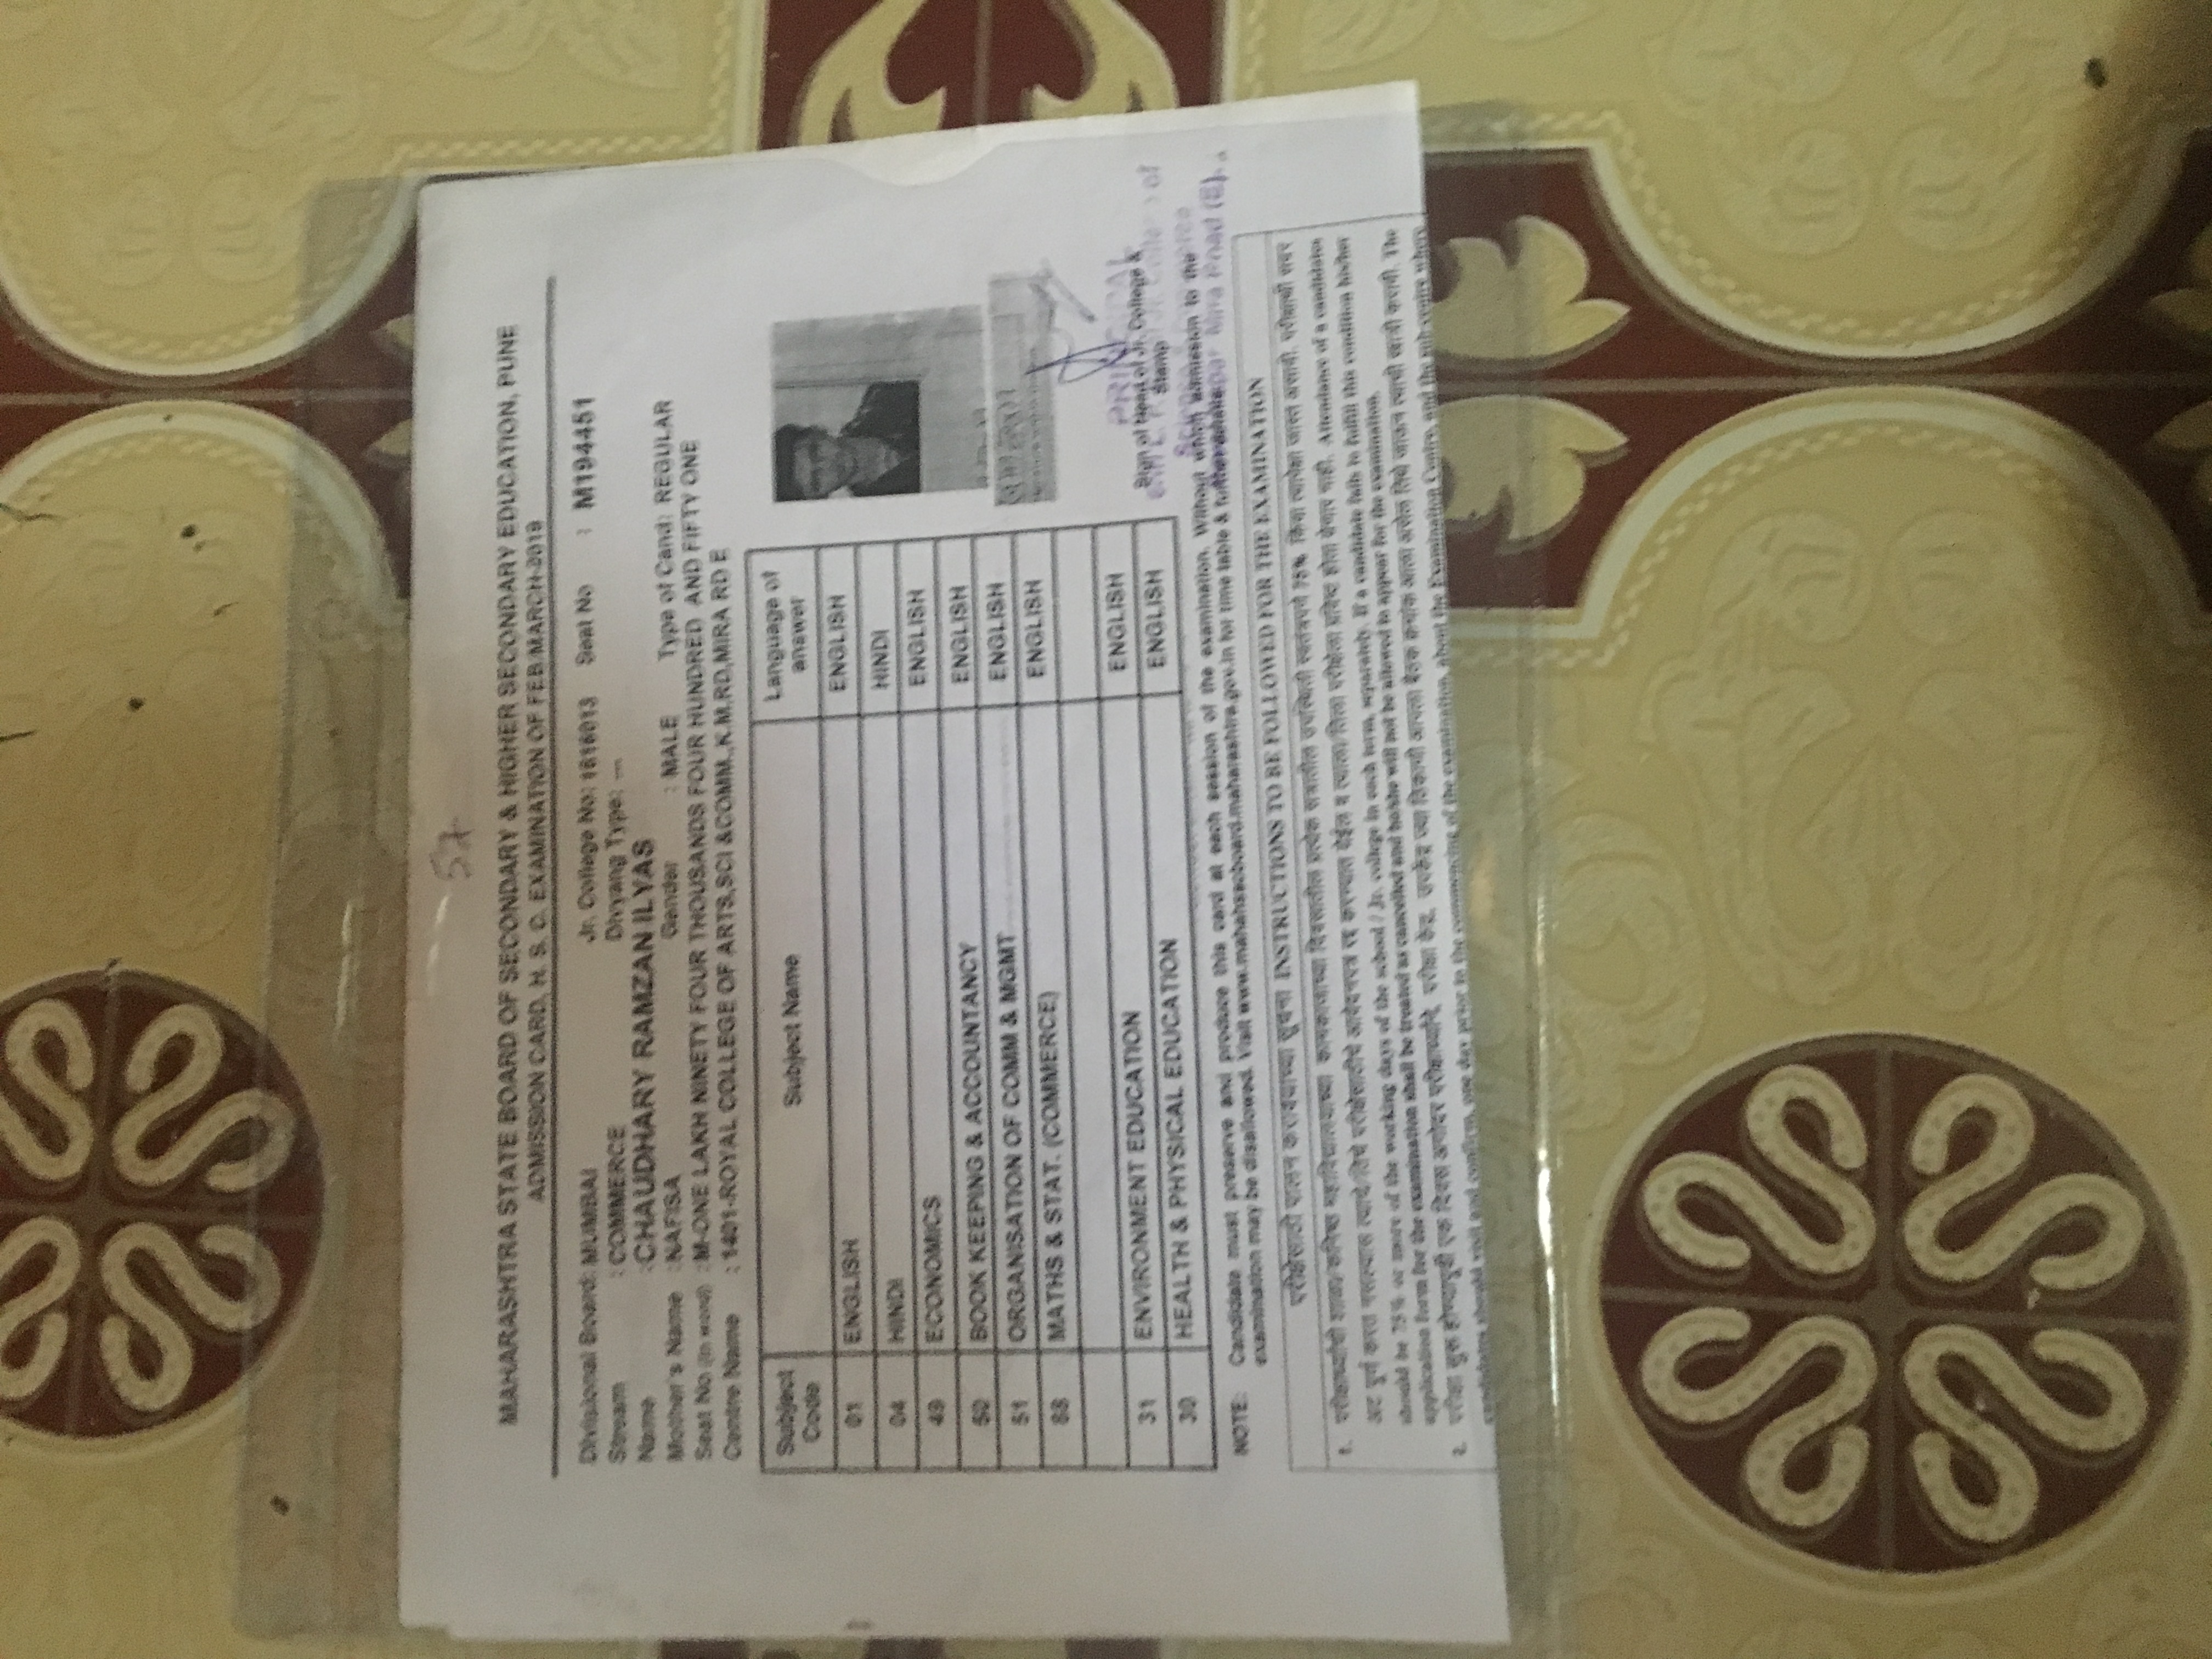 57
MAHARASHTRA STATE BOARD OF SECONDARY & HIGHER SECONDARY EDUCATION, PUNE
ADMISSION CARD, H. S. C. EXAMINATION OF FEB/MARCH-2019
Divisional Board: MUMBAI Jr. College No: 1616013 Seat No : M194451
Stream : COMMERCE Divyang Type: ---
Name : CHAUDHARY RAMZAN ILYAS
Mother's Name : NAFISA Gender : MALE Type of Cand: REGULAR
Seat No (In word) : M-ONE LAKH NINETY FOUR THOUSANDS FOUR HUNDRED AND FIFTY ONE
Centre Name : 1401-ROYAL COLLEGE OF ARTS,SCI &COMM.,K.M.RD,MIRA RD E
Subject Code Subject Name Language of answer
01 ENGLISH ENGLISH
04 HINDI HINDI
49 ECONOMICS ENGLISH
50 BOOK KEEPING & ACCOUNTANCY ENGLISH
51 ORGANISATION OF COMM & MGMT ENGLISH
88 MATHS & STAT. (COMMERCE) ENGLISH
31 ENVIRONMENT EDUCATION ENGLISH
30 HEALTH & PHYSICAL EDUCATION ENGLISH
PRINCIPAL
Sign of Head of Jr. College &
Stamp
Mira Road (E).
NOTE: Candidate must preserve and produce this card at each session of the examination. Without which admission to the
examination may be disallowed. Visit www.mahahsscboard.maharashtra.gov.in for time table & further details.
परीक्षेसाठी पालन करावयाच्या सूचना INSTRUCTIONS TO BE FOLLOWED FOR THE EXAMINATION
1. परीक्षार्थ्याची शाळा/कनिष्ठ महाविद्यालयाच्या कामकाजाच्या दिवसातील प्रत्येक सत्रातील उपस्थिती स्वतंत्रपणे 75% किंवा त्यापेक्षा जास्त असावी. परीक्षार्थी सदर
अट पूर्ण करत नसल्यास त्याचे/तिचे परीक्षेसाठीचे आवेदनपत्र रद्द करण्यात येईल व त्याला/तिला परीक्षेला प्रविष्ठ होता येणार नाही. Attendance of a candidates
should be 75% or more of the working days of the school / Jr. college in each term, separately. If a candidate fails to fulfill this condition his/her
application form for the examination shall be treated as cancelled and he/she will not be allowed to appear for the examination.
2. परीक्षा सुरु होण्यापूर्वी एक दिवस अगोदर परीक्षार्थ्याने, परीक्षा केंद्र, उपकेंद्र ज्या ठिकाणी आपला बैठक क्रमांक आला असेल तिथे जाऊन त्याची खात्री करावी. The
candidates should visit and confirm, one day prior to the commencing of the examination, about the Examination Centre, and the sub-centre where